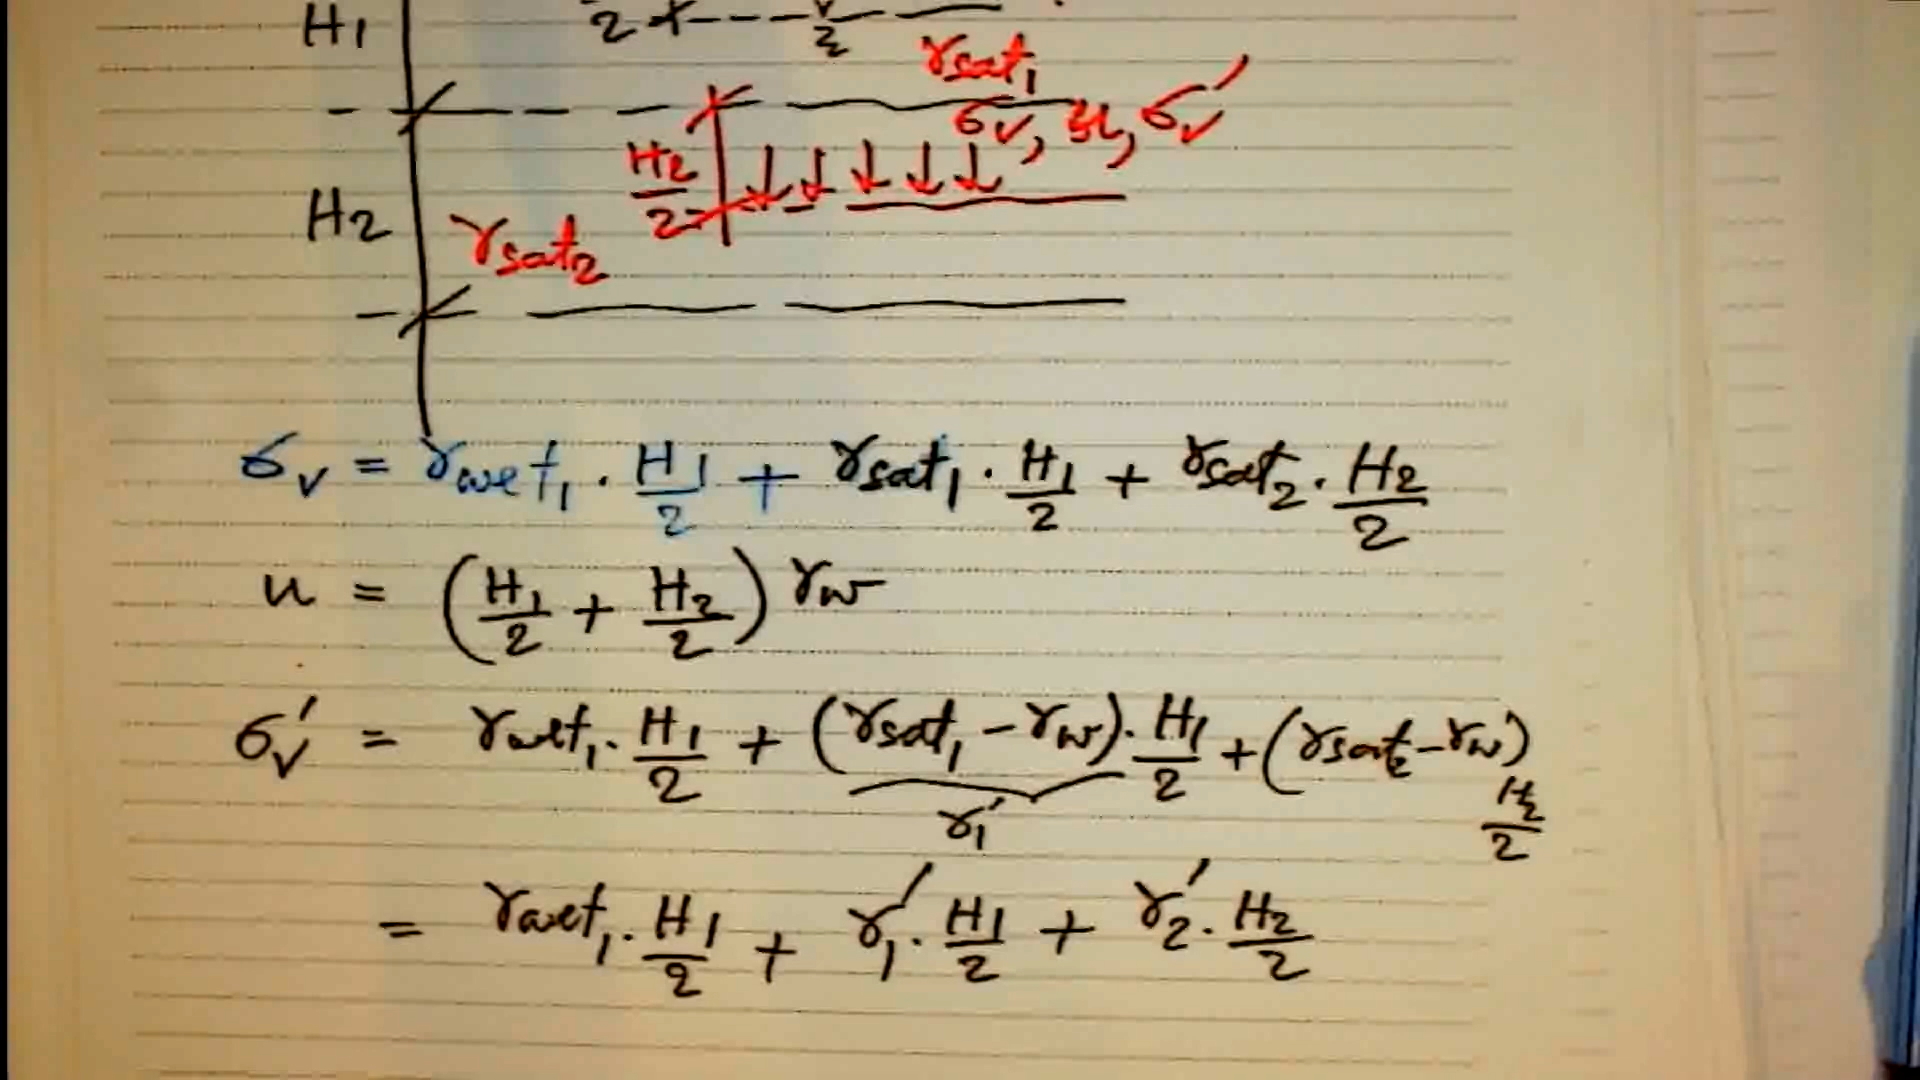 H1
2
2
γsat1
σv, u, σv′
H2/2
H2
γsat2
σv = γwet1 · H1/2 + γsat1 · H1/2 + γsat2 · H2/2
u = (H1/2 + H2/2) γw
σv′ = γwet1 · H1/2 + (γsat1 - γw) · H1/2 + (γsat2 - γw) H2/2
γ1′
= γwet1 · H1/2 + γ1′ · H1/2 + γ2′ · H2/2